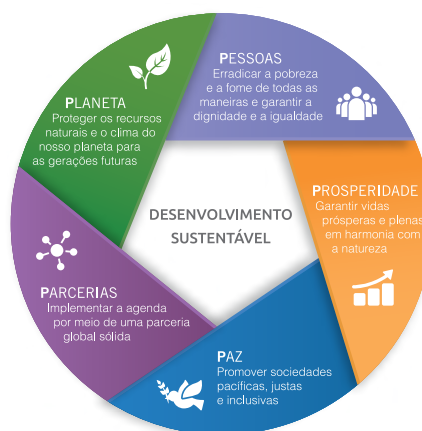 PESSOAS
Erradicar a pobreza
e a fome de todas as
maneiras e garantir a
dignidade e a igualdade
PROSPERIDADE
Garantir vidas
prósperas e plenas,
em harmonia com
a natureza
PAZ
Promover sociedades
pacíficas, justas
e inclusivas
PARCERIAS
Implementar a agenda
por meio de uma parceria
global sólida
PLANETA
Proteger os recursos
naturais e o clima do
nosso planeta para
as gerações futuras
DESENVOLVIMENTO
SUSTENTÁVEL